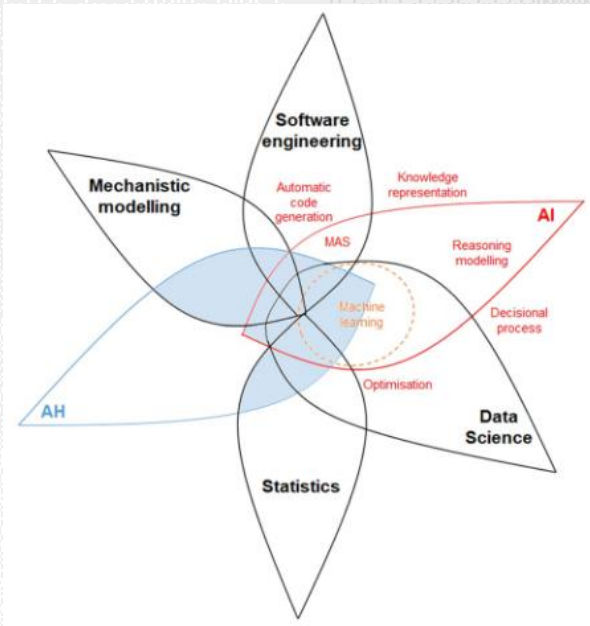 Software
engineering
Mechanistic
modelling
Automatic
code
generation
Knowledge
representation
AI
MAS
Reasoning
modelling
Machine
learning
Decisional
process
Optimisation
AH
Data
Science
Statistics